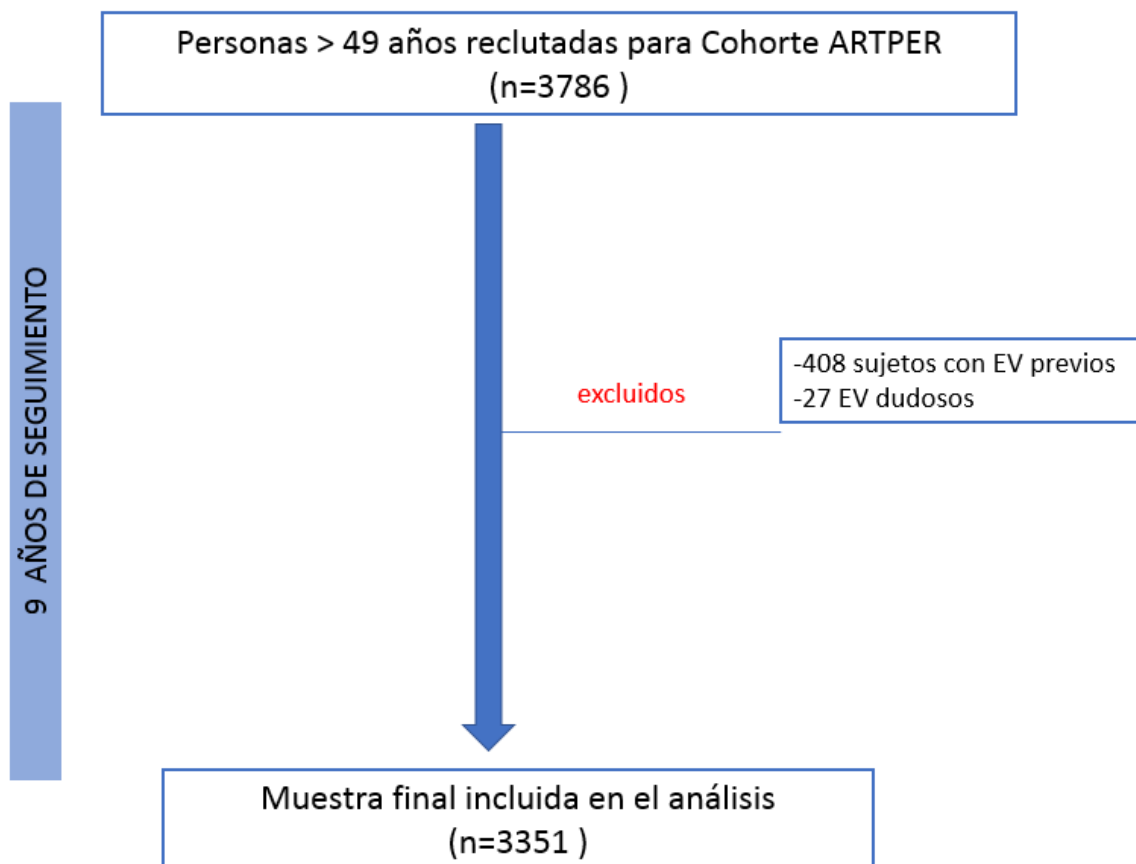 Personas > 49 años reclutadas para Cohorte ARTPER
(n=3786 )
9 AÑOS DE SEGUIMIENTO
excluidos
-408 sujetos con EV previos
-27 EV dudosos
Muestra final incluida en el análisis
(n=3351 )